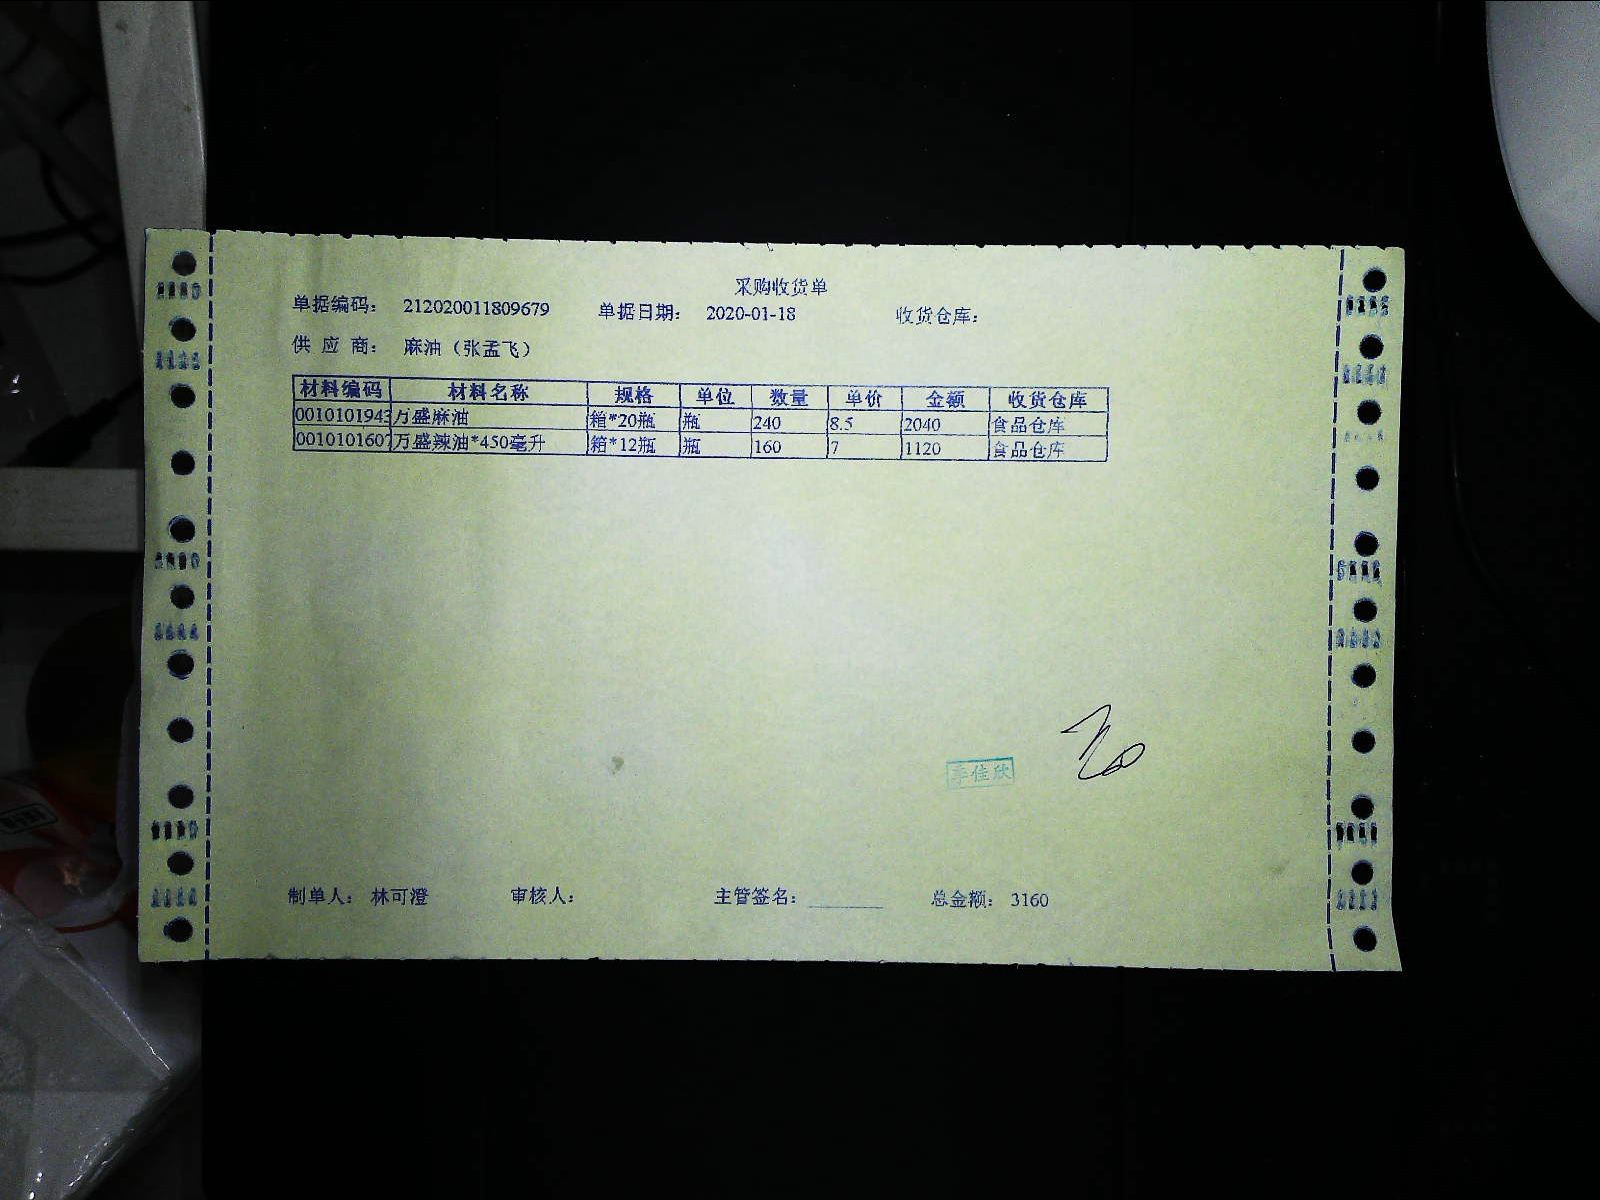 采购收货单
单据编码： 212020011809679 单据日期： 2020-01-18 收货仓库：
供 应 商： 麻油（张孟飞）
材料编码 材料名称 规格 单位 数量 单价 金额 收货仓库
0010101943 万盛麻油 箱*20瓶 瓶 240 8.5 2040 食品仓库
0010101607 万盛辣油*450毫升 箱*12瓶 瓶 160 7 1120 食品仓库
李佳欣
制单人： 林可澄 审核人： 主管签名： 总金额： 3160